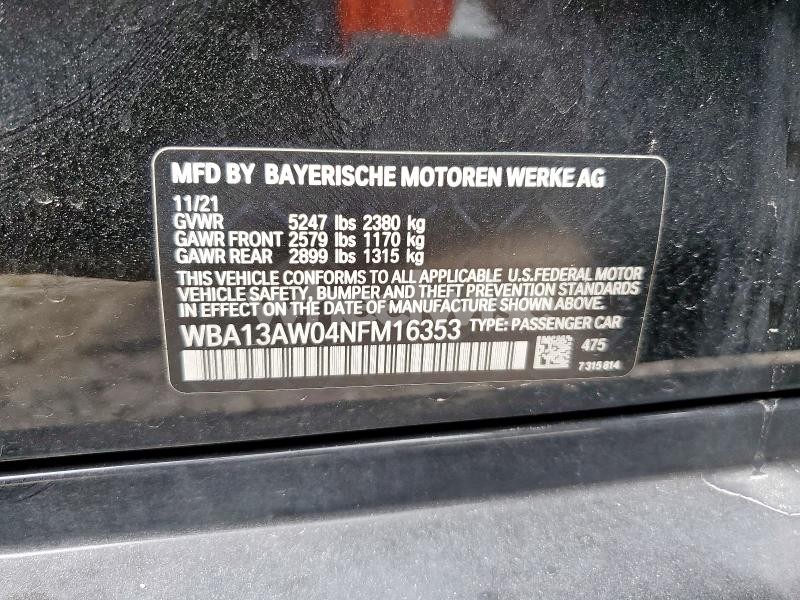 MFD BY BAYERISCHE MOTOREN WERKE AG
11/21
GVWR 5247 lbs 2380 kg
GAWR FRONT 2579 lbs 1170 kg
GAWR REAR 2899 lbs 1315 kg
THIS VEHICLE CONFORMS TO ALL APPLICABLE U.S.FEDERAL MOTOR
VEHICLE SAFETY, BUMPER AND THEFT PREVENTION STANDARDS
IN EFFECT ON THE DATE OF MANUFACTURE SHOWN ABOVE.
WBA13AW04NFM16353 TYPE: PASSENGER CAR
475
7315814